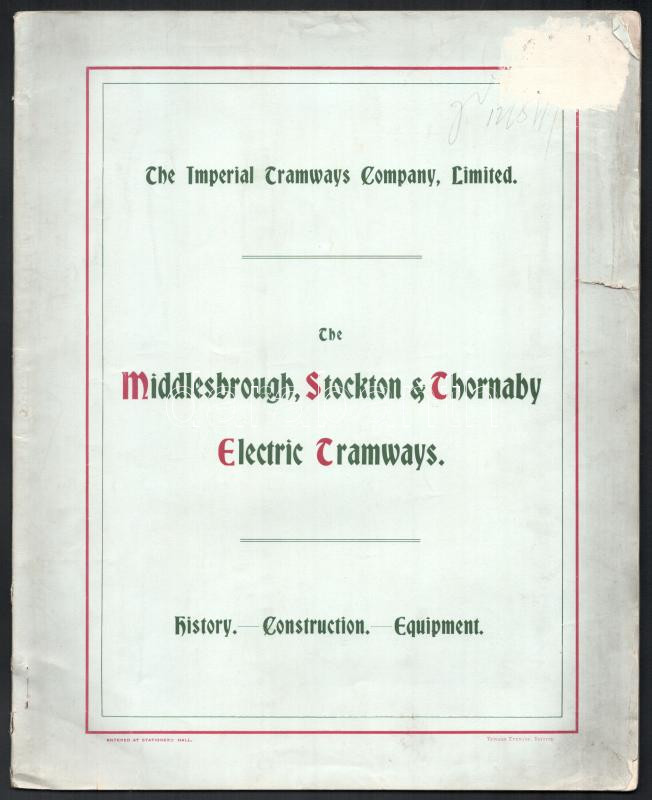 The Imperial Tramways Company, Limited.
The
Middlesbrough, Stockton & Thornaby
Electric Tramways.
History.—Construction.—Equipment.
ENTERED AT STATIONERS' HALL.